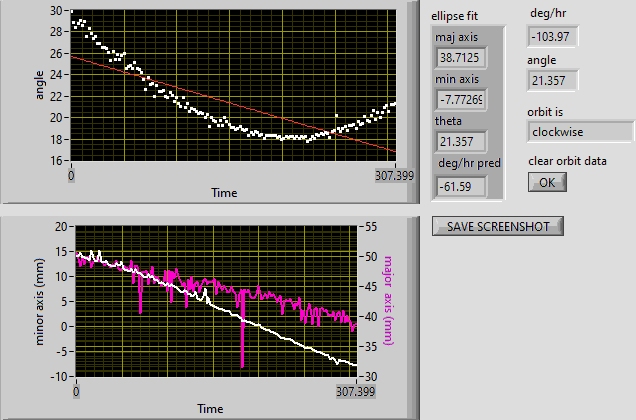 30
28
26
24
22
20
18
16
angle
0
307.399
Time
ellipse fit
maj axis
38.7125
min axis
-7.77269
theta
21.357
deg/hr pred
-61.59
deg/hr
-103.97
angle
21.357
orbit is
clockwise
clear orbit data
OK
SAVE SCREENSHOT
20
15
10
5
0
-5
-10
minor axis (mm)
55
50
45
40
35
30
major axis (mm)
0
307.399
Time